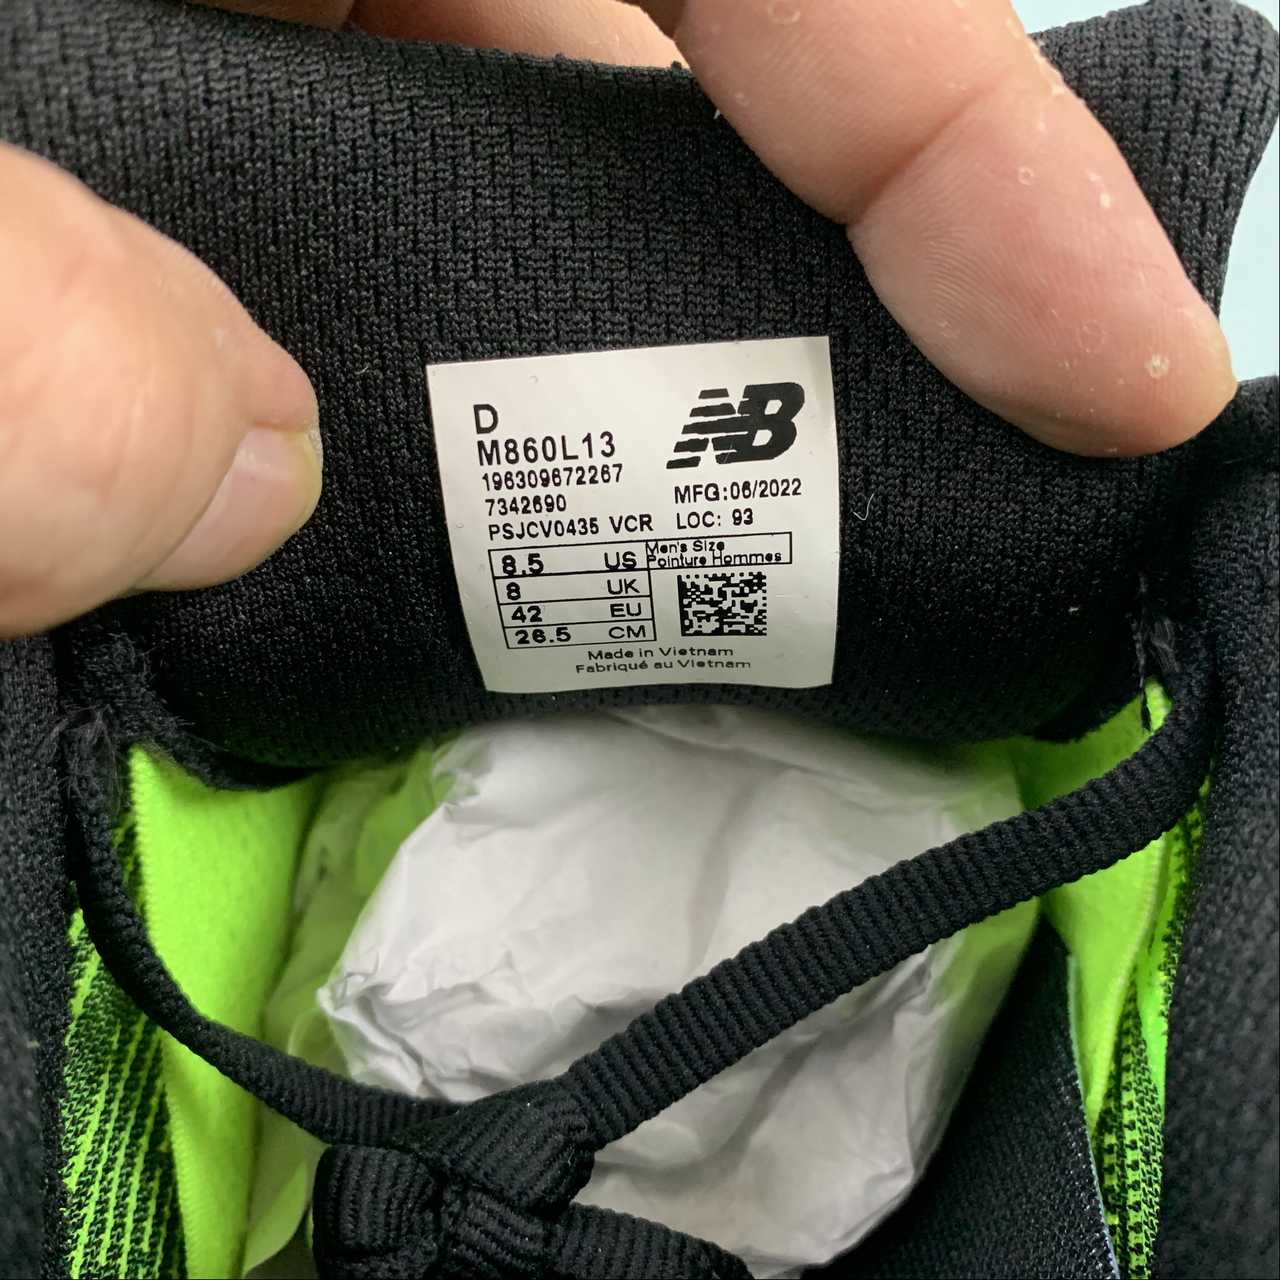 D
NB
M860L13
196309672267
7342690
MFG:06/2022
PSJCV0435 VCR
LOC: 93
8.5 US
Men's Size
Pointure Hommes
8 UK
42 EU
26.5 CM
Made in Vietnam
Fabriqué au Vietnam